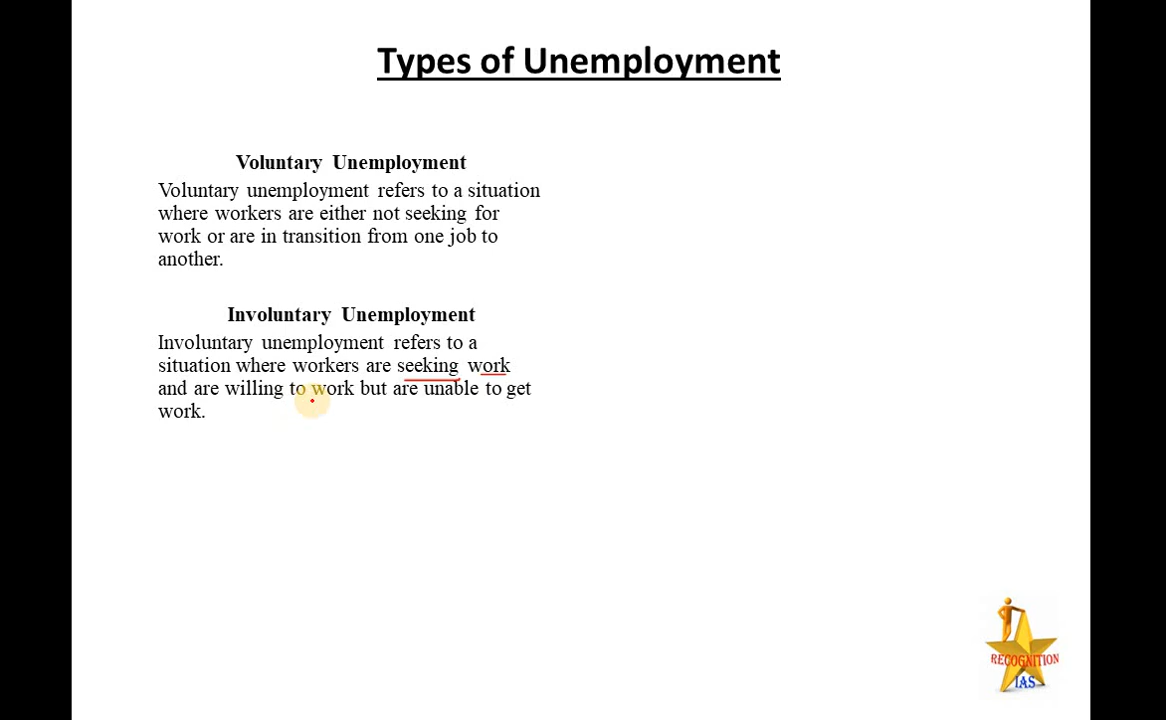 Types of Unemployment
Voluntary Unemployment
Voluntary unemployment refers to a situation
where workers are either not seeking for
work or are in transition from one job to
another.
Involuntary Unemployment
Involuntary unemployment refers to a
situation where workers are seeking work
and are willing to work but are unable to get
work.
RECOGNITION
IAS